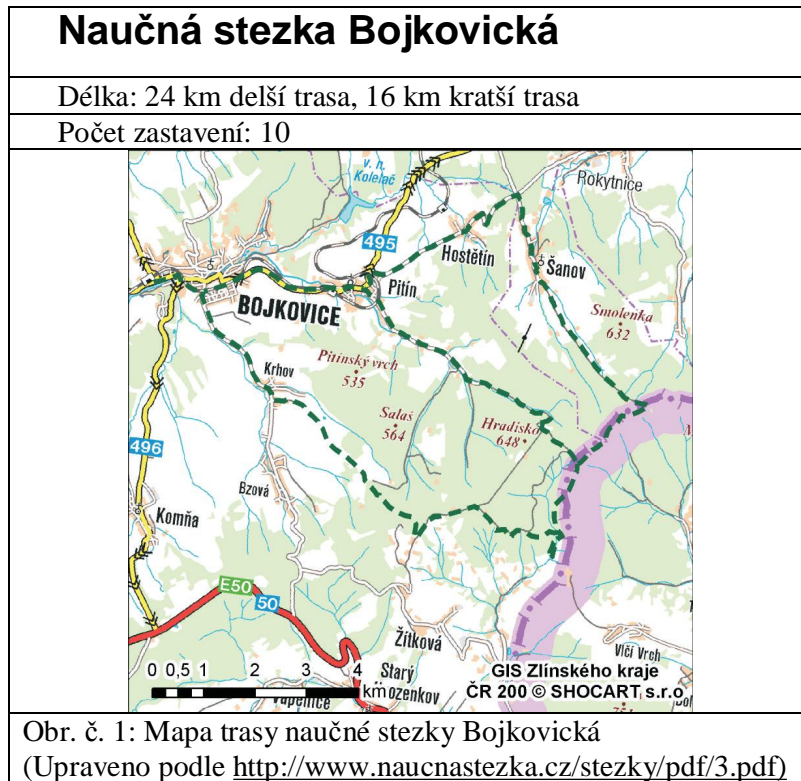 Naučná stezka Bojkovická
Délka: 24 km delší trasa, 16 km kratší trasa
Počet zastavení: 10
v. n.
Kolelač
Rokytnice
495
Hostětín
Šanov
Pitín
BOJKOVICE
Smolenka
632
Pitinský vrch
535
Krhov
Salaš
564
Hradisko
648
496
Bzová
Komňa
E50
50
Žítková
Vlčí Vrch
0 0,5 1 2 3 4
km
Starý
GIS Zlínského kraje
ČR 200 © SHOCART s.r.o
Obr. č. 1: Mapa trasy naučné stezky Bojkovická
(Upraveno podle http://www.naucnastezka.cz/stezky/pdf/3.pdf)